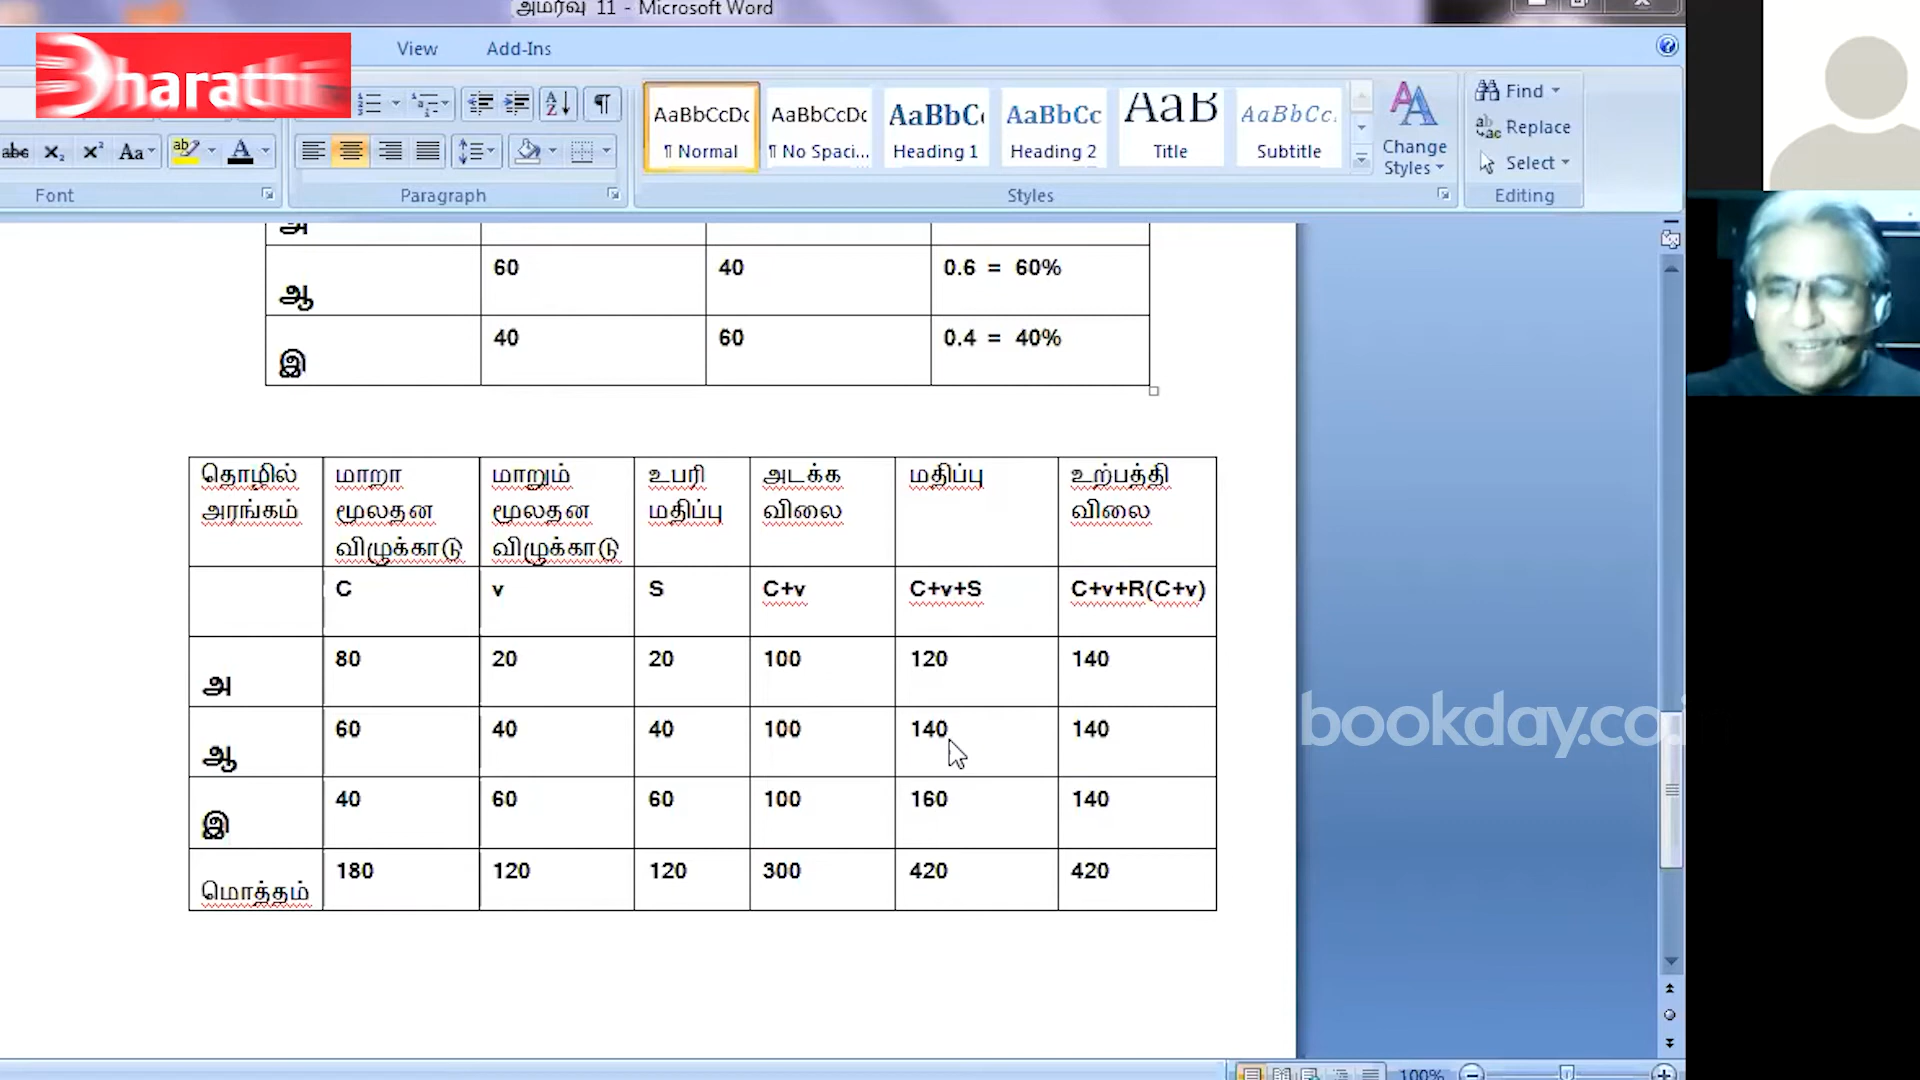 அமர்வு 11 - Microsoft Word
Bharathi
View Add-Ins
AaBbCcDc AaBbCcDc AaBbC AaBbCc AaB AaBbCc.
¶ Normal ¶ No Spaci... Heading 1 Heading 2 Title Subtitle
Change
Styles
Find
Replace
Select
abc x₂ x² Aa A
Font Paragraph Styles Editing
அ
ஆ 60 40 0.6 = 60%
இ 40 60 0.4 = 40%
தொழில் மாறா மாறும் உபரி அடக்க மதிப்பு உற்பத்தி
அரங்கம் மூலதன மூலதன மதிப்பு விலை விலை
விழுக்காடு விழுக்காடு
C v S C+v C+v+S C+v+R(C+v)
அ 80 20 20 100 120 140
ஆ 60 40 40 100 140 140
இ 40 60 60 100 160 140
மொத்தம் 180 120 120 300 420 420
bookday.co.
100%